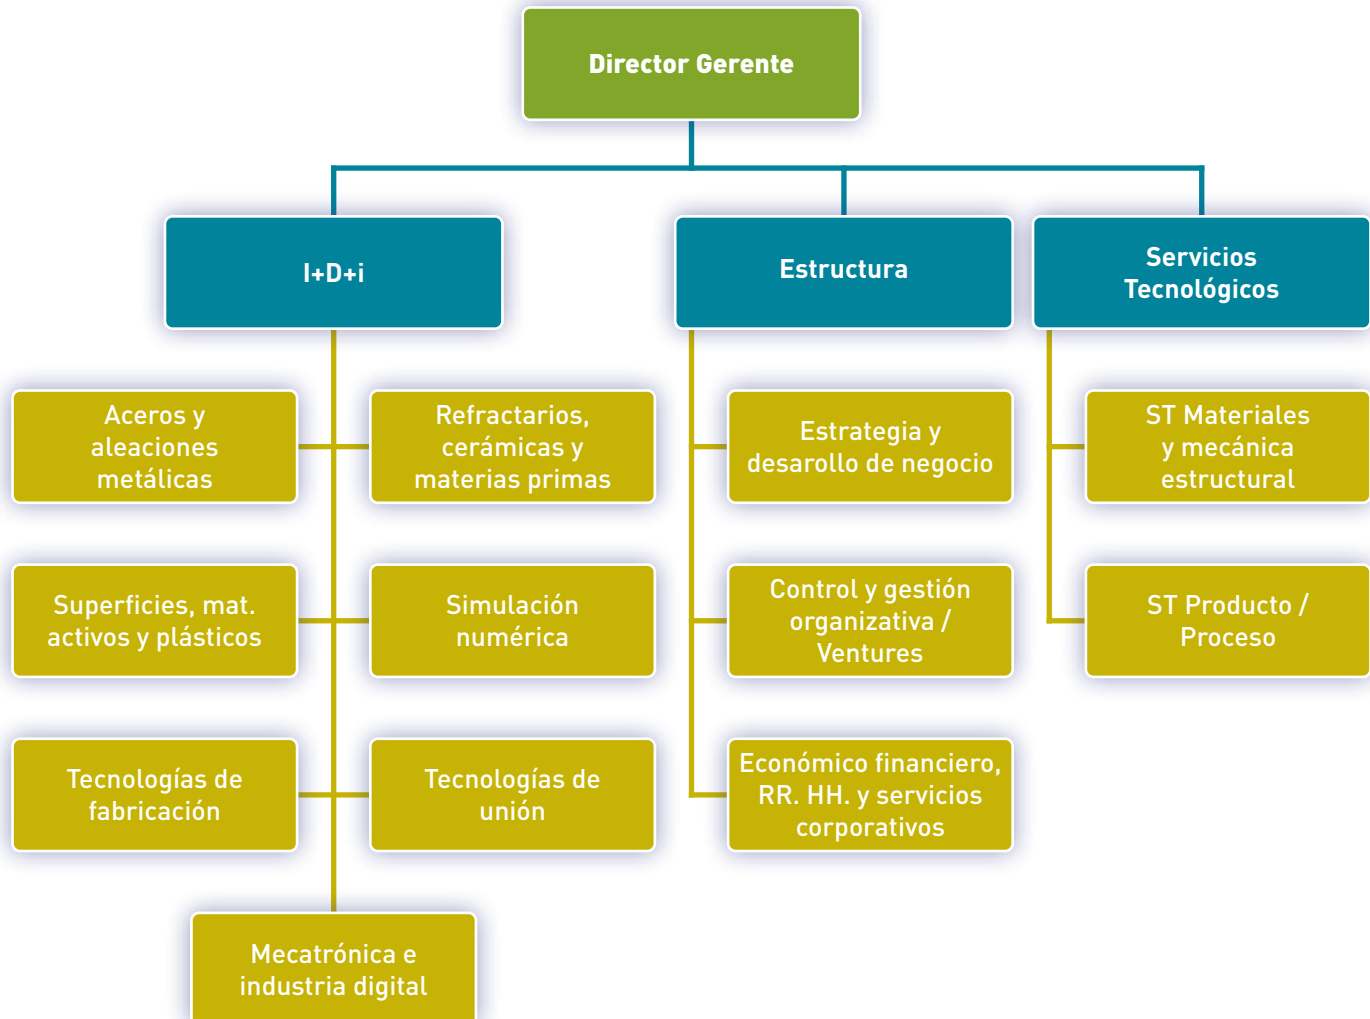 Director Gerente
I+D+i
Estructura
Servicios
Tecnológicos
Aceros y
aleaciones
metálicas
Refractarios,
cerámicas y
materias primas
Estrategia y
desarollo de negocio
ST Materiales
y mecánica
estructural
Superficies, mat.
activos y plásticos
Simulación
numérica
Control y gestión
organizativa /
Ventures
ST Producto /
Proceso
Tecnologías de
fabricación
Tecnologías de
unión
Económico financiero,
RR. HH. y servicios
corporativos
Mecatrónica e
industria digital